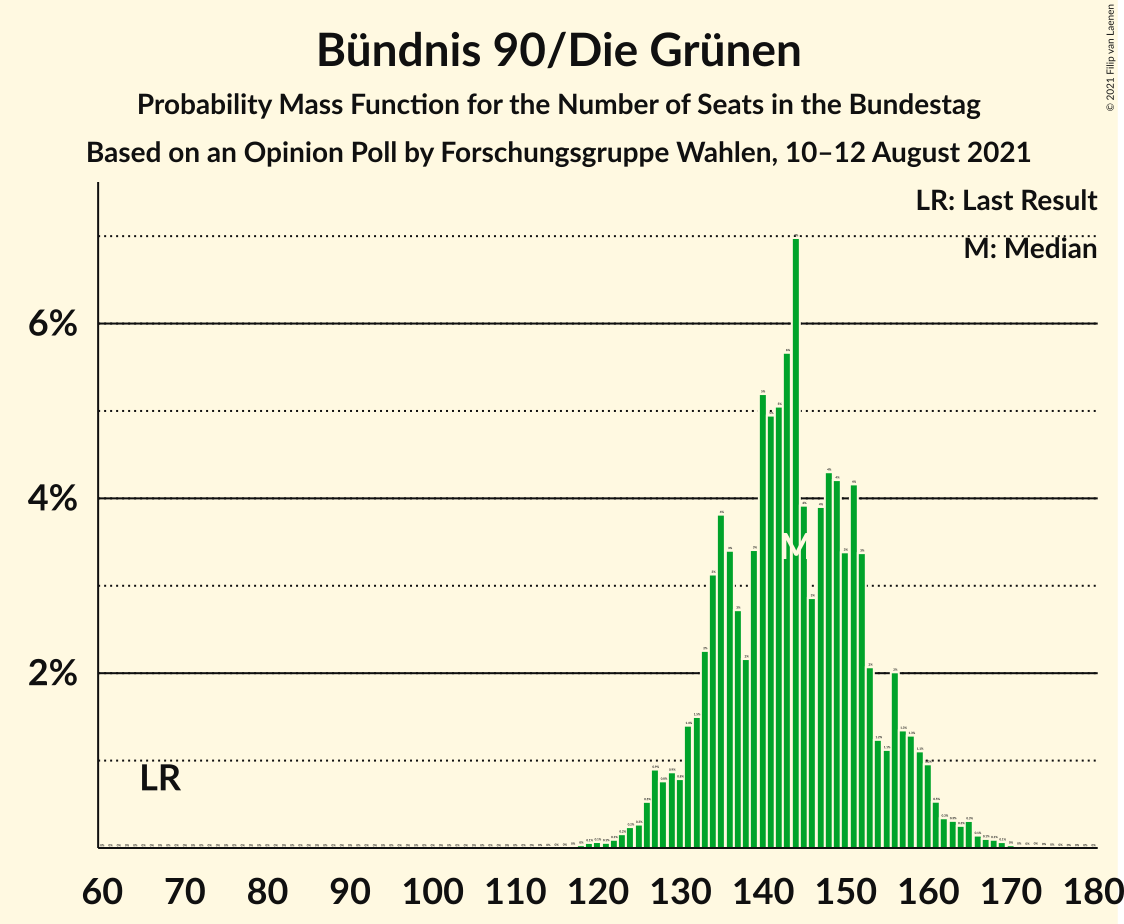 Bündnis 90/Die Grünen
Probability Mass Function for the Number of Seats in the Bundestag
Based on an Opinion Poll by Forschungsgruppe Wahlen, 10–12 August 2021
© 2021 Filip van Laenen
LR: Last Result
M: Median
6%
4%
2%
M
LR
60 70 80 90 100 110 120 130 140 150 160 170 180